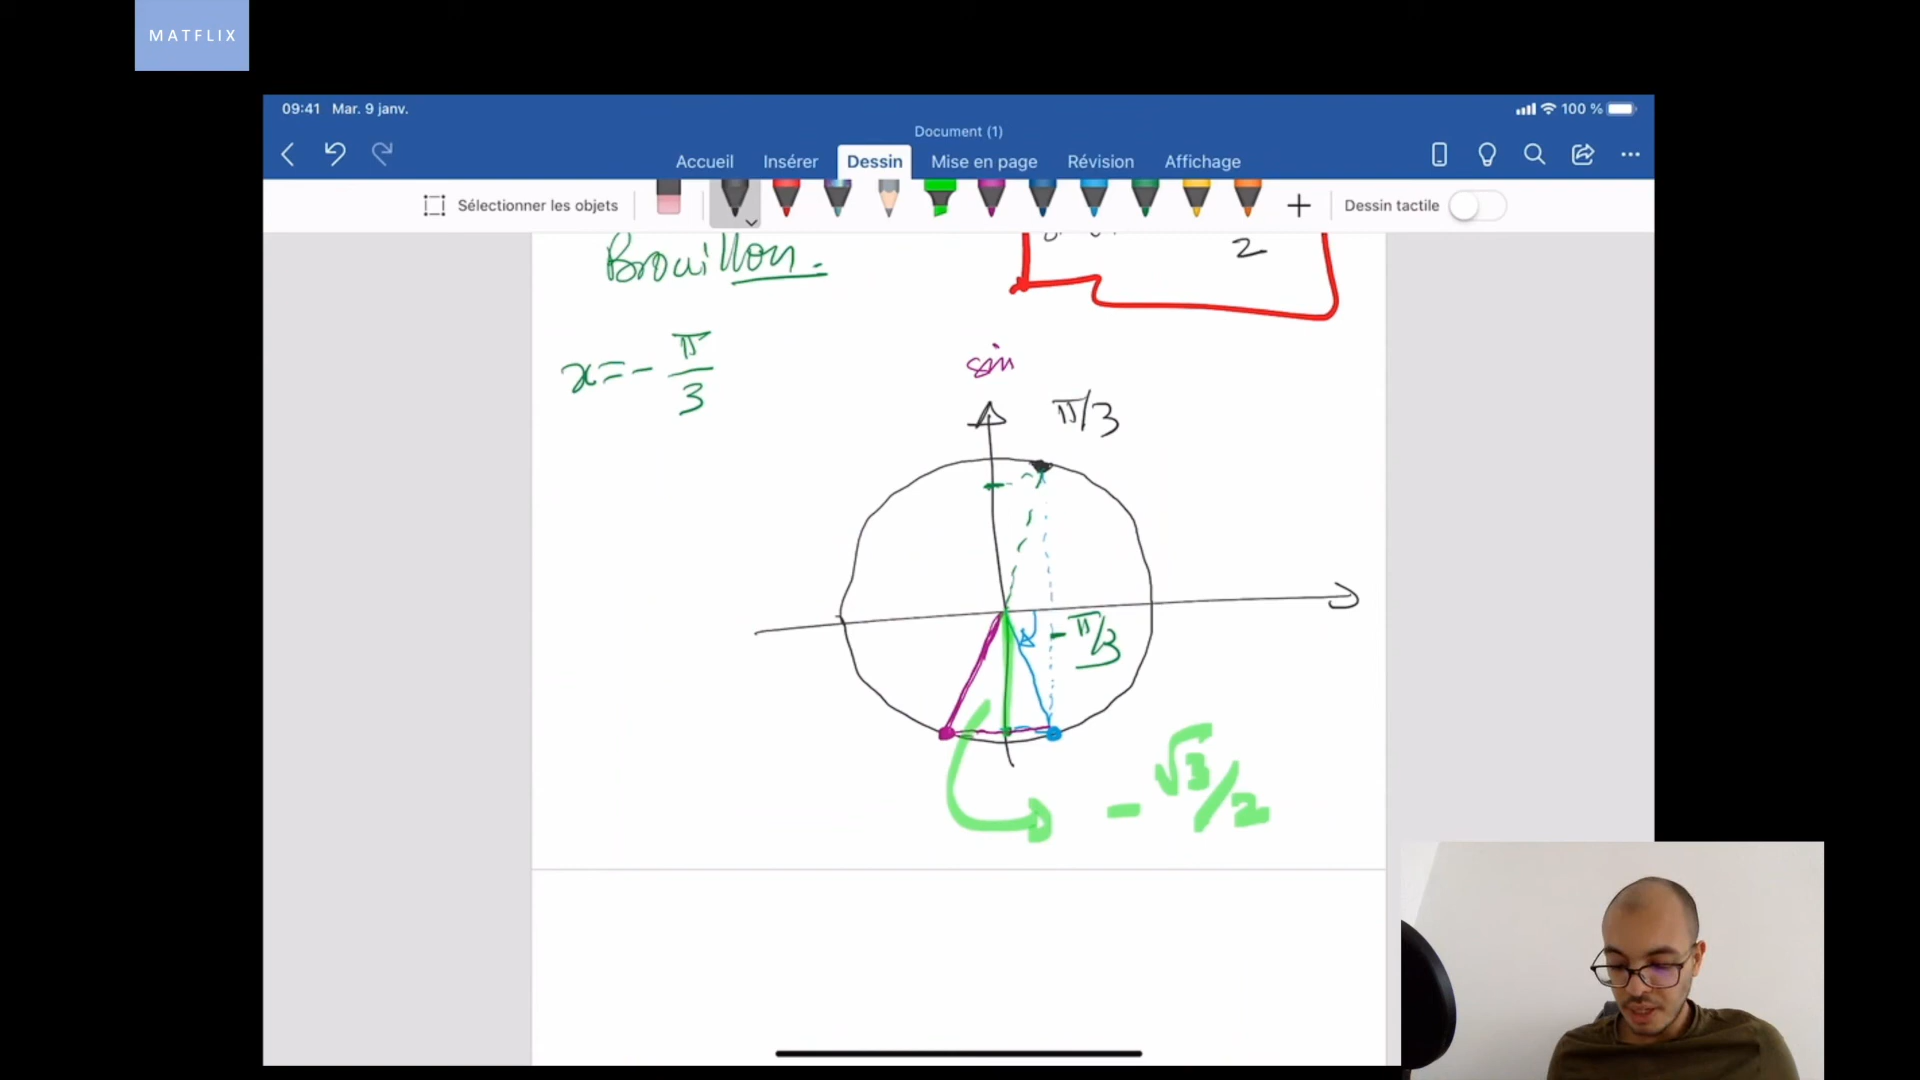 MATFLIX
09:41 Mar. 9 janv.
100 %
Document (1)
Accueil Insérer Dessin Mise en page Révision Affichage
Sélectionner les objets
Dessin tactile
Brouillon.
2
x = - π/3
sin
π/3
- π/3
- √3/2